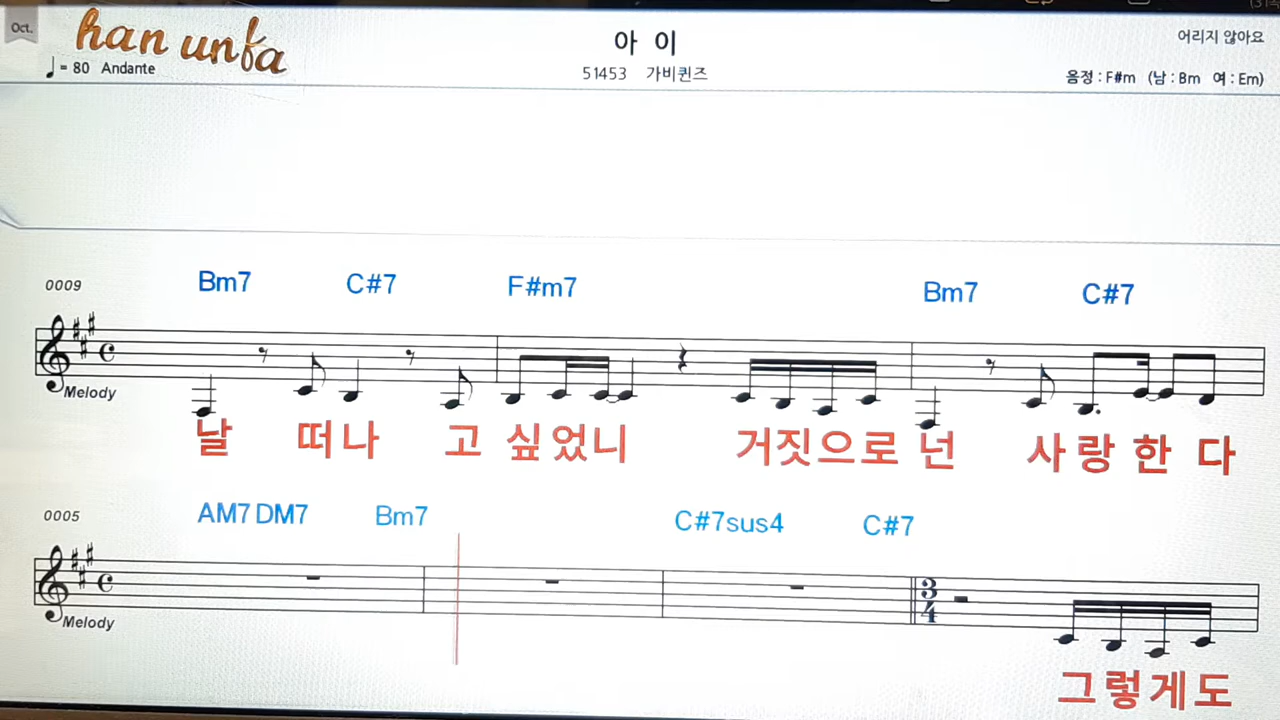 Oct.
han unfa
♩= 80 Andante
아 이
51453 가비퀸즈
어리지 않아요
음정 : F#m (남 : Bm 여 : Em)
0009
Bm7 C#7 F#m7 Bm7 C#7
Melody
날 떠나 고 싶었니 거짓으로 넌 사랑 한 다
0005
AM7 DM7 Bm7 C#7sus4 C#7
3
4
Melody
그렇게도